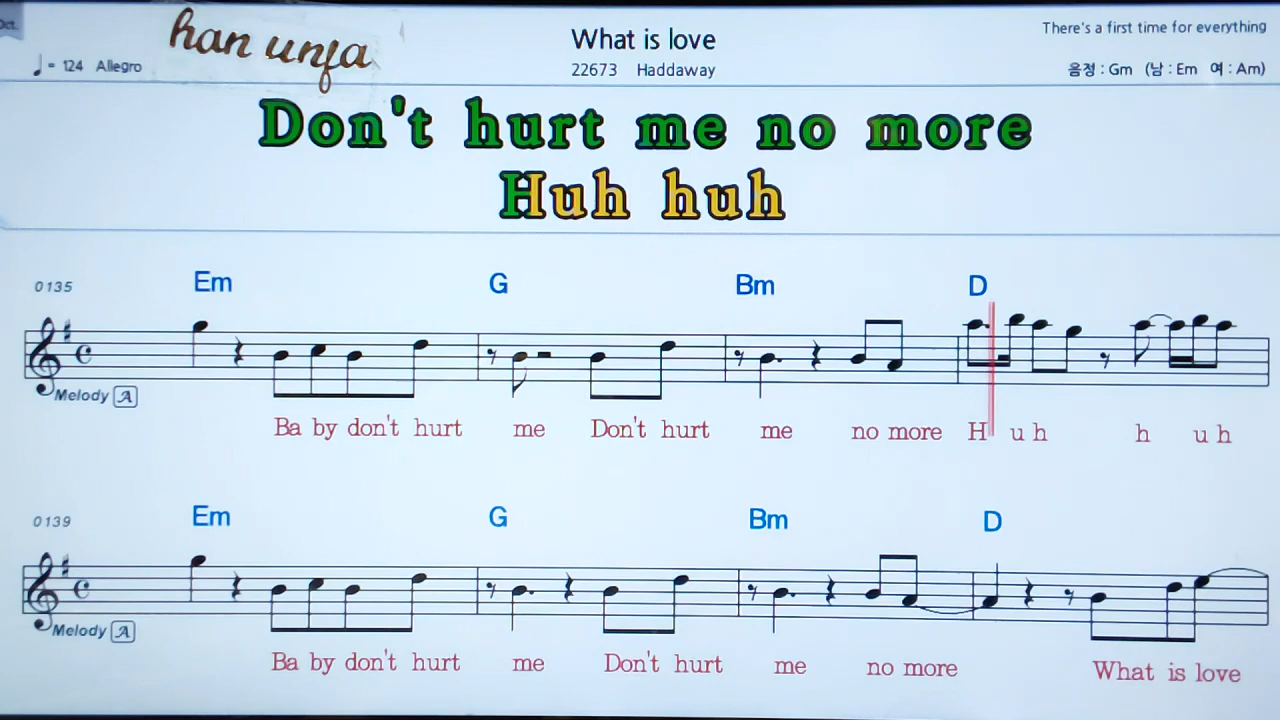 Oct.
han unfa
♩= 124 Allegro
What is love
22673 Haddaway
There's a first time for everything
음정 : Gm (남 : Em 여 : Am)
Don't hurt me no more
Huh huh
0135
Em G Bm D
Melody A
Ba by don't hurt me Don't hurt me no more H u h h u h
0139
Em G Bm D
Melody A
Ba by don't hurt me Don't hurt me no more What is love